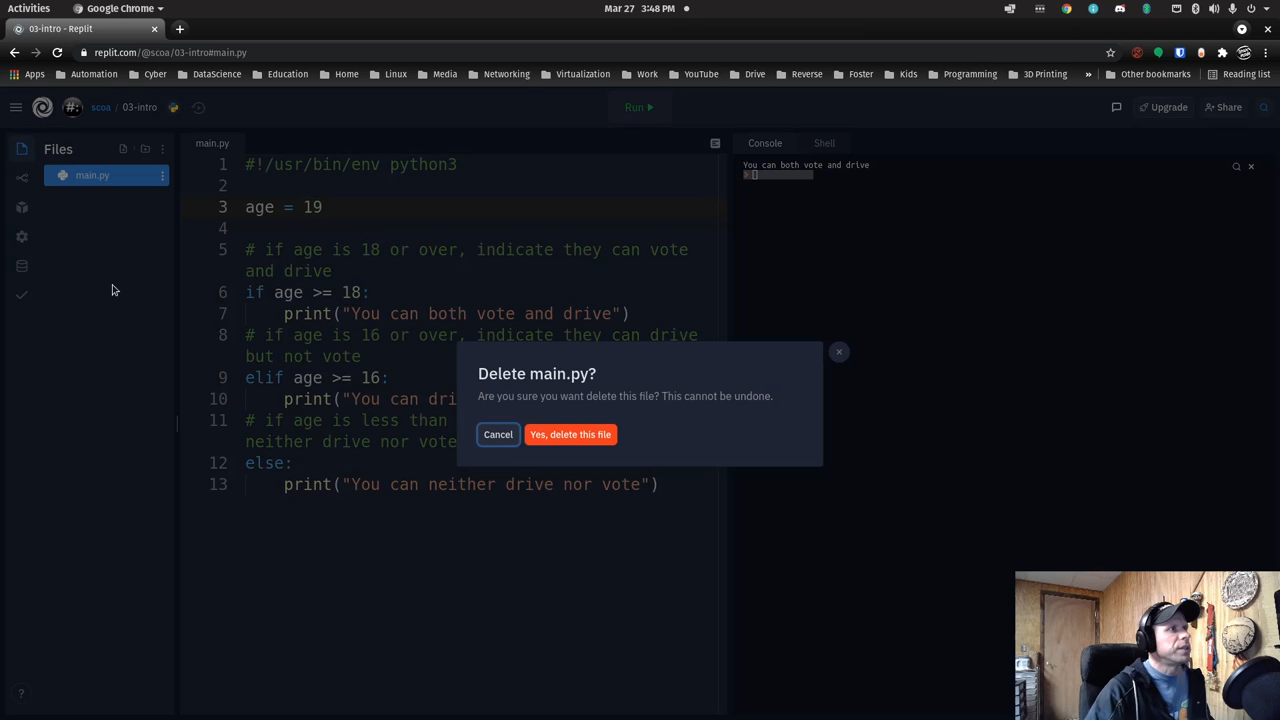 Activities
Google Chrome
Mar 27 3:48 PM
03-intro - Replit
replit.com/@scoa/03-intro#main.py
Apps
Automation
Cyber
DataScience
Education
Home
Linux
Media
Networking
Virtualization
Work
YouTube
Drive
Reverse
Foster
Kids
Programming
3D Printing
»
Other bookmarks
Reading list
#:
scoa / 03-intro
Run
Upgrade
Share
Files
main.py
main.py
1 #!/usr/bin/env python3
2
3 age = 19
4
5 # if age is 18 or over, indicate they can vote
and drive
6 if age >= 18:
7 print("You can both vote and drive")
8 # if age is 16 or over, indicate they can drive
but not vote
9 elif age >= 16:
10 print("You can dri
11 # if age is less than
neither drive nor vote
12 else:
13 print("You can neither drive nor vote")
Console
Shell
You can both vote and drive
Delete main.py?
Are you sure you want delete this file? This cannot be undone.
Cancel
Yes, delete this file
?